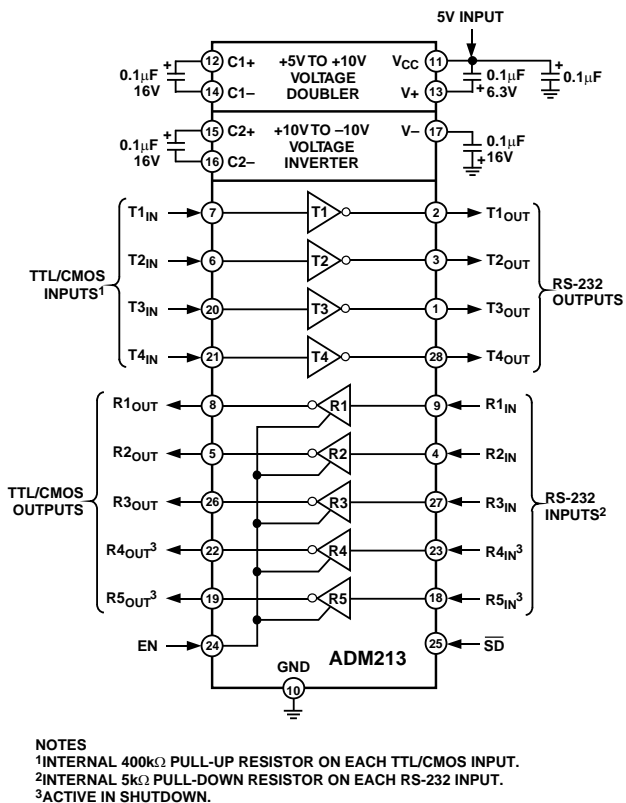 5V INPUT
12 C1+ +5V TO +10V VOLTAGE DOUBLER VCC 11
0.1μF 16V
14 C1– V+ 13
0.1μF 6.3V
0.1μF
15 C2+ +10V TO –10V VOLTAGE INVERTER V– 17
0.1μF 16V
16 C2–
0.1μF 16V
T1IN 7 T1 2 T1OUT
T2IN 6 T2 3 T2OUT
TTL/CMOS INPUTS1
RS-232 OUTPUTS
T3IN 20 T3 1 T3OUT
T4IN 21 T4 28 T4OUT
R1OUT 8 R1 9 R1IN
R2OUT 5 R2 4 R2IN
TTL/CMOS OUTPUTS
R3OUT 26 R3 27 R3IN
RS-232 INPUTS2
R4OUT3 22 R4 23 R4IN3
R5OUT3 19 R5 18 R5IN3
EN 24 ADM213 25 SD
GND
10
NOTES
1INTERNAL 400kΩ PULL-UP RESISTOR ON EACH TTL/CMOS INPUT.
2INTERNAL 5kΩ PULL-DOWN RESISTOR ON EACH RS-232 INPUT.
3ACTIVE IN SHUTDOWN.